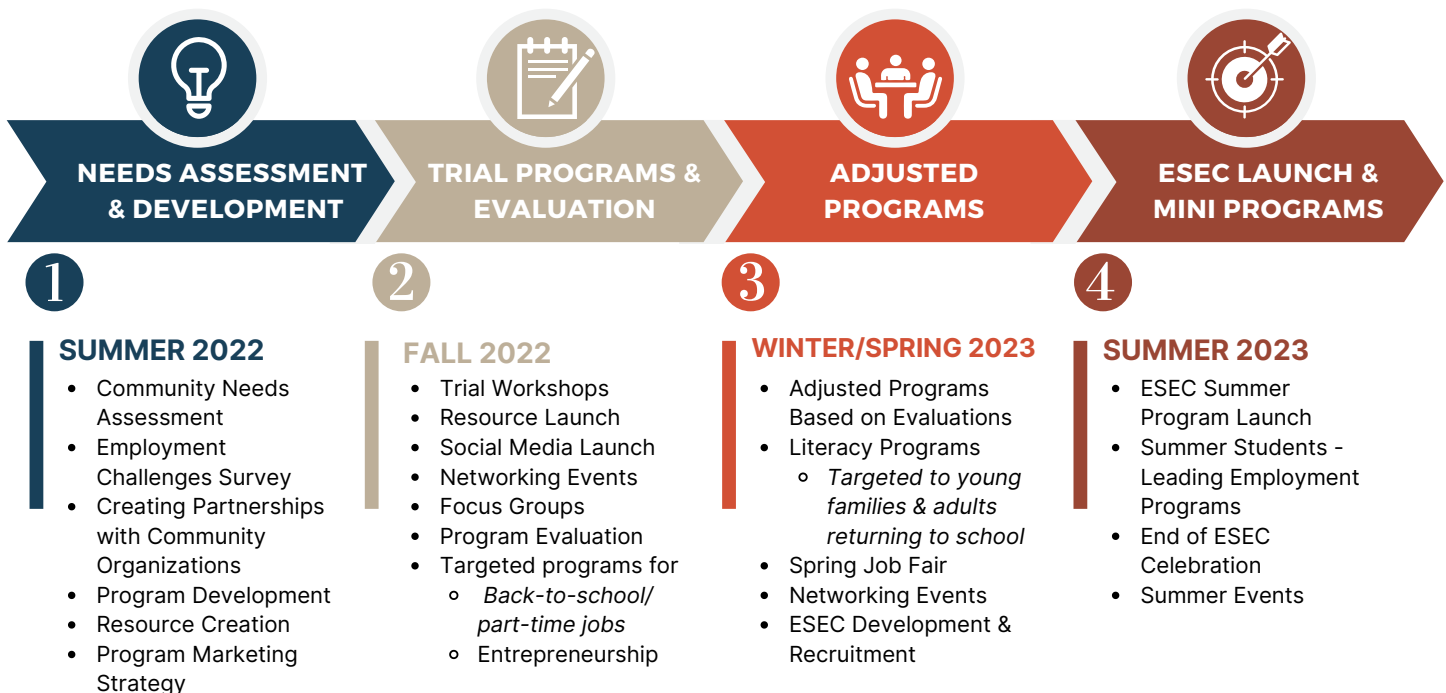 NEEDS ASSESSMENT
& DEVELOPMENT
TRIAL PROGRAMS &
EVALUATION
ADJUSTED
PROGRAMS
ESEC LAUNCH &
MINI PROGRAMS
1
SUMMER 2022
• Community Needs
Assessment
• Employment
Challenges Survey
• Creating Partnerships
with Community
Organizations
• Program Development
• Resource Creation
• Program Marketing
Strategy
2
FALL 2022
• Trial Workshops
• Resource Launch
• Social Media Launch
• Networking Events
• Focus Groups
• Program Evaluation
• Targeted programs for
◦ Back-to-school/
part-time jobs
◦ Entrepreneurship
3
WINTER/SPRING 2023
• Adjusted Programs
Based on Evaluations
• Literacy Programs
◦ Targeted to young
families & adults
returning to school
• Spring Job Fair
• Networking Events
• ESEC Development &
Recruitment
4
SUMMER 2023
• ESEC Summer
Program Launch
• Summer Students -
Leading Employment
Programs
• End of ESEC
Celebration
• Summer Events